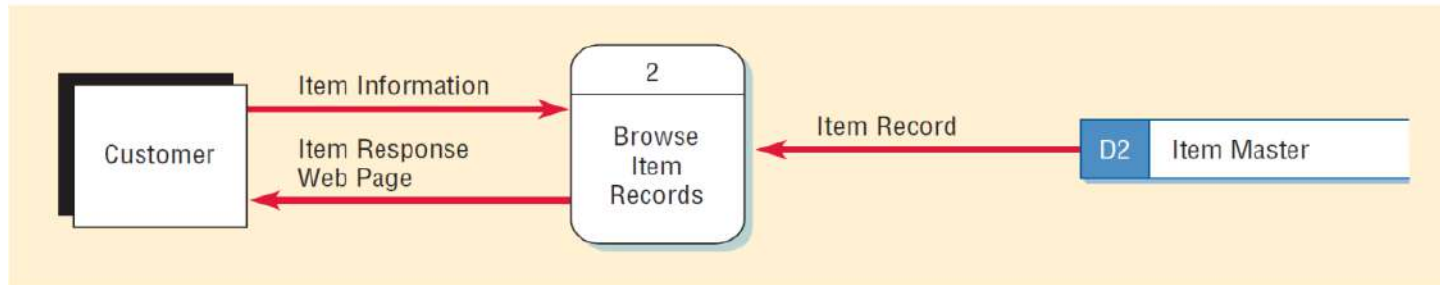 Customer
Item Information
Item Response
Web Page
2
Browse
Item
Records
Item Record
D2
Item Master